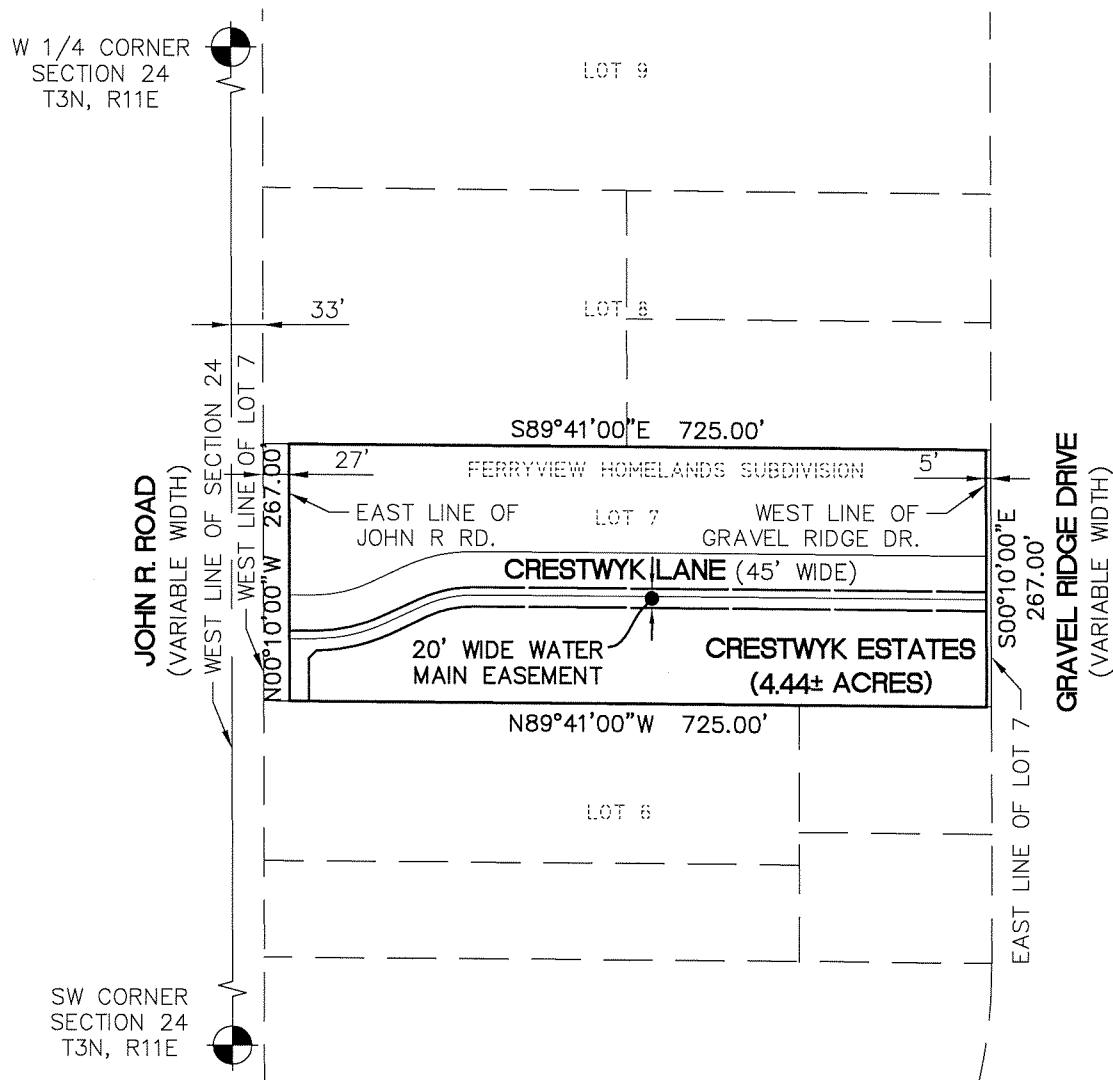 W 1/4 CORNER
SECTION 24
T3N, R11E
LOT 9
33'
LOT 8
JOHN R. ROAD
(VARIABLE WIDTH)
WEST LINE OF SECTION 24
WEST LINE OF LOT 7
N00°10'00"W 267.00'
S89°41'00"E 725.00'
27'
FERRYVIEW HOMELANDS SUBDIVISION
5'
EAST LINE OF
JOHN R RD.
LOT 7
WEST LINE OF
GRAVEL RIDGE DR.
CRESTWYK LANE (45' WIDE)
20' WIDE WATER
MAIN EASEMENT
CRESTWYK ESTATES
(4.44± ACRES)
S00°10'00"E
267.00'
GRAVEL RIDGE DRIVE
(VARIABLE WIDTH)
N89°41'00"W 725.00'
LOT 6
EAST LINE OF LOT 7
SW CORNER
SECTION 24
T3N, R11E